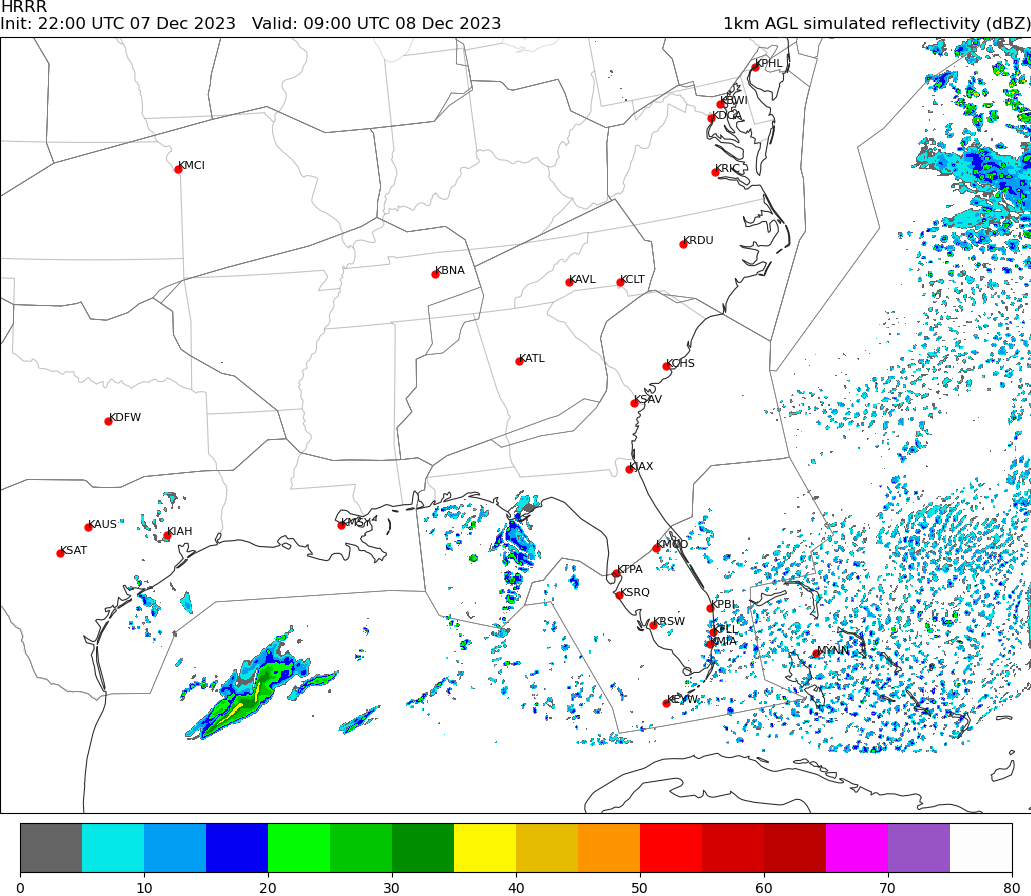 HRRR
Init: 22:00 UTC 07 Dec 2023 Valid: 09:00 UTC 08 Dec 2023 1km AGL simulated reflectivity (dBZ)
KPHL
KBWI
KDCA
KMCI
KRIC
KRDU
KBNA
KAVL KCLT
KATL
KCHS
KSAV
KDFW
KJAX
KAUS KIAH KMSY
KSAT
KMCO
KTPA
KSRQ
KPBI
KRSW
KFLL
KMIA
MYNN
KEYW
0 10 20 30 40 50 60 70 80